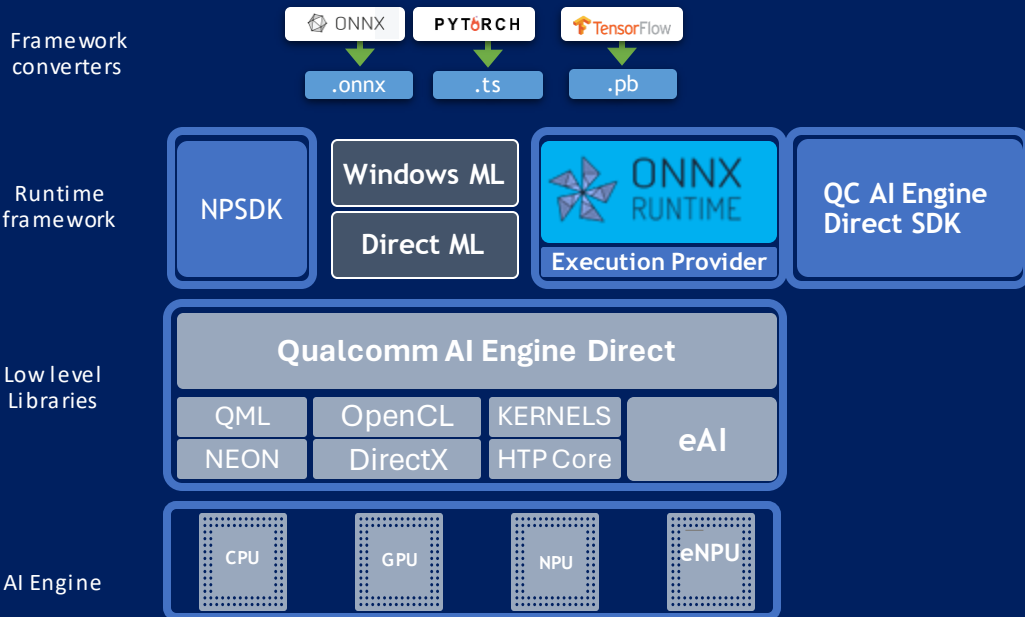 Framework
converters
ONNX
PYTORCH
TensorFlow
.onnx
.ts
.pb
Runtime
framework
NPSDK
Windows ML
Direct ML
ONNX
RUNTIME
Execution Provider
QC AI Engine
Direct SDK
Low level
Libraries
Qualcomm AI Engine Direct
QML
OpenCL
KERNELS
eAI
NEON
DirectX
HTP Core
AI Engine
CPU
GPU
NPU
eNPU